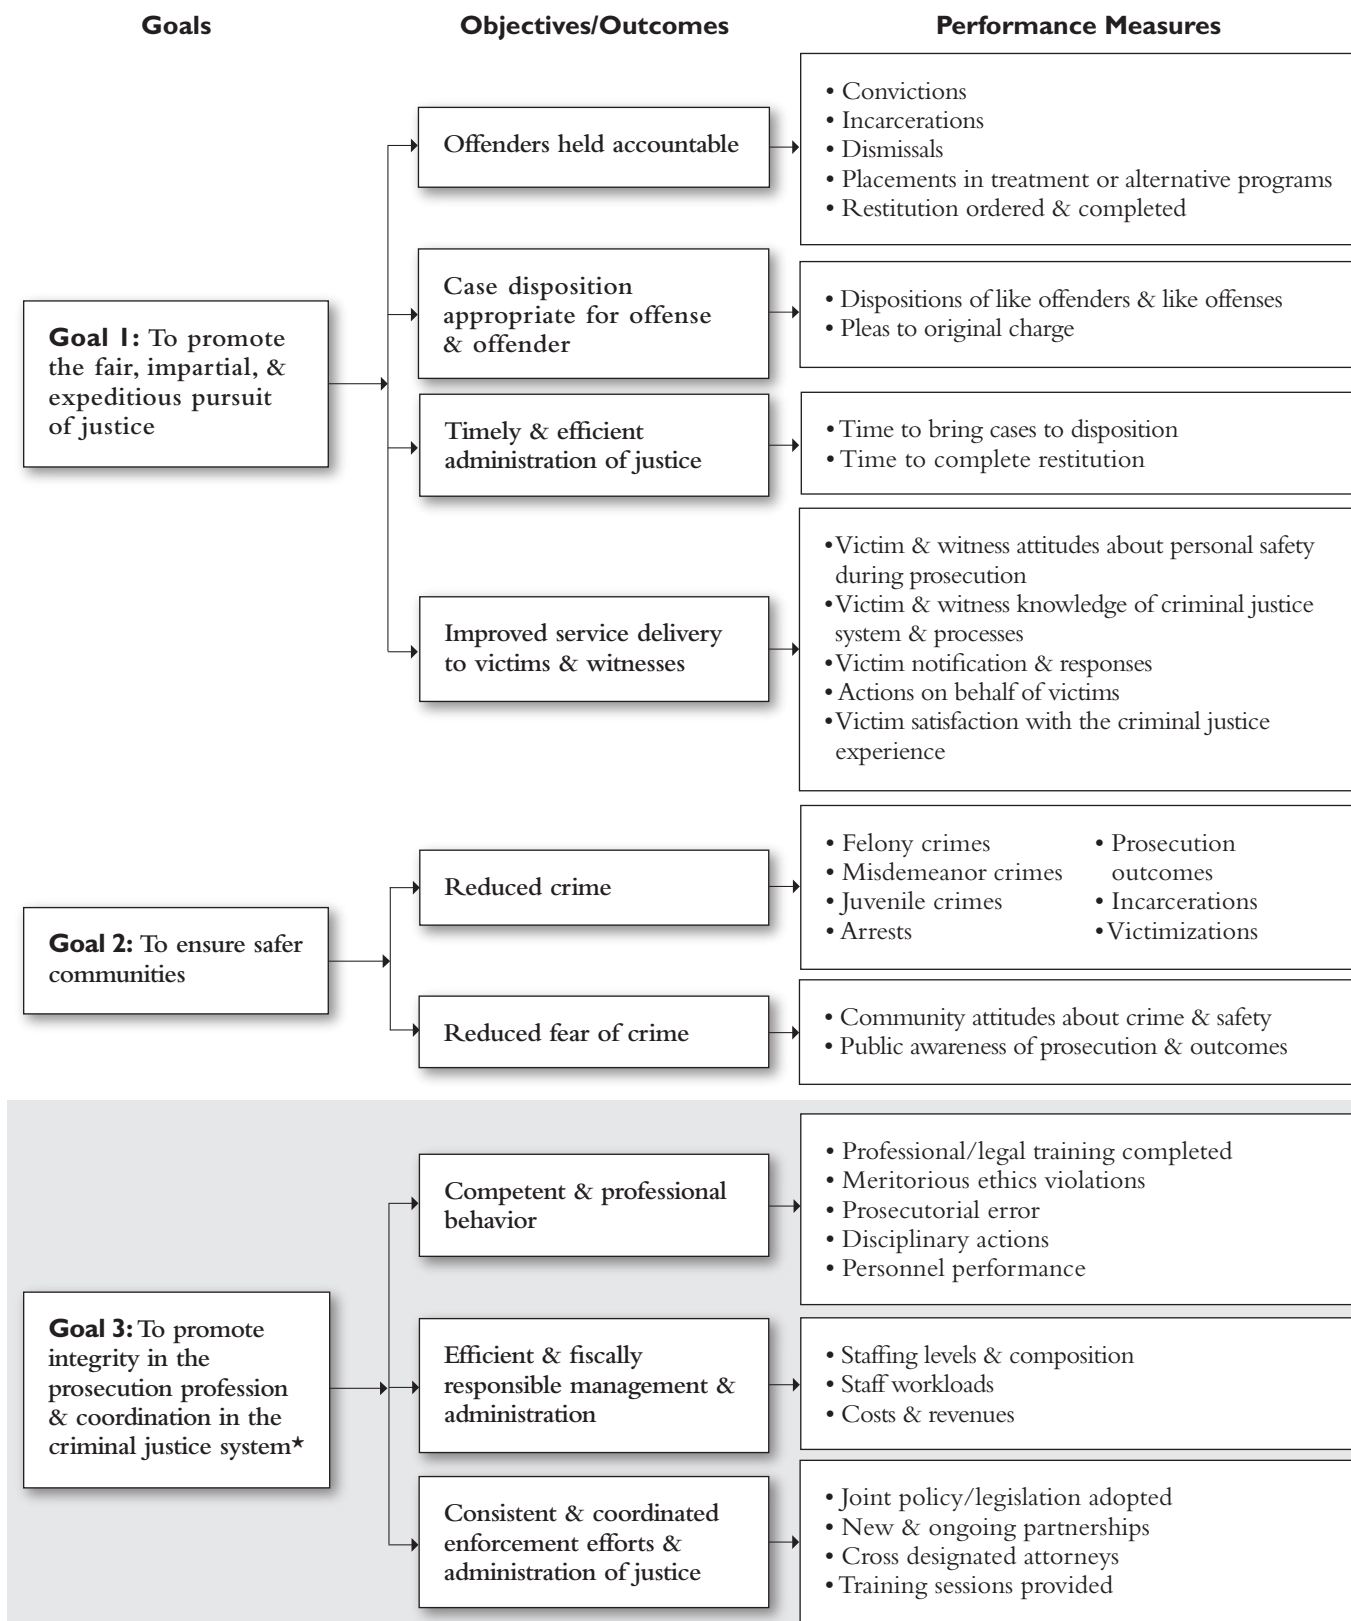 Goals
Objectives/Outcomes
Performance Measures
Goal 1: To promote
the fair, impartial, &
expeditious pursuit
of justice
Offenders held accountable
• Convictions
• Incarcerations
• Dismissals
• Placements in treatment or alternative programs
• Restitution ordered & completed
Case disposition
appropriate for offense
& offender
• Dispositions of like offenders & like offenses
• Pleas to original charge
Timely & efficient
administration of justice
• Time to bring cases to disposition
• Time to complete restitution
Improved service delivery
to victims & witnesses
• Victim & witness attitudes about personal safety
during prosecution
• Victim & witness knowledge of criminal justice
system & processes
• Victim notification & responses
• Actions on behalf of victims
• Victim satisfaction with the criminal justice
experience
Goal 2: To ensure safer
communities
Reduced crime
• Felony crimes
• Misdemeanor crimes
• Juvenile crimes
• Arrests
• Prosecution
outcomes
• Incarcerations
• Victimizations
Reduced fear of crime
• Community attitudes about crime & safety
• Public awareness of prosecution & outcomes
Goal 3: To promote
integrity in the
prosecution profession
& coordination in the
criminal justice system★
Competent & professional
behavior
• Professional/legal training completed
• Meritorious ethics violations
• Prosecutorial error
• Disciplinary actions
• Personnel performance
Efficient & fiscally
responsible management &
administration
• Staffing levels & composition
• Staff workloads
• Costs & revenues
Consistent & coordinated
enforcement efforts &
administration of justice
• Joint policy/legislation adopted
• New & ongoing partnerships
• Cross designated attorneys
• Training sessions provided